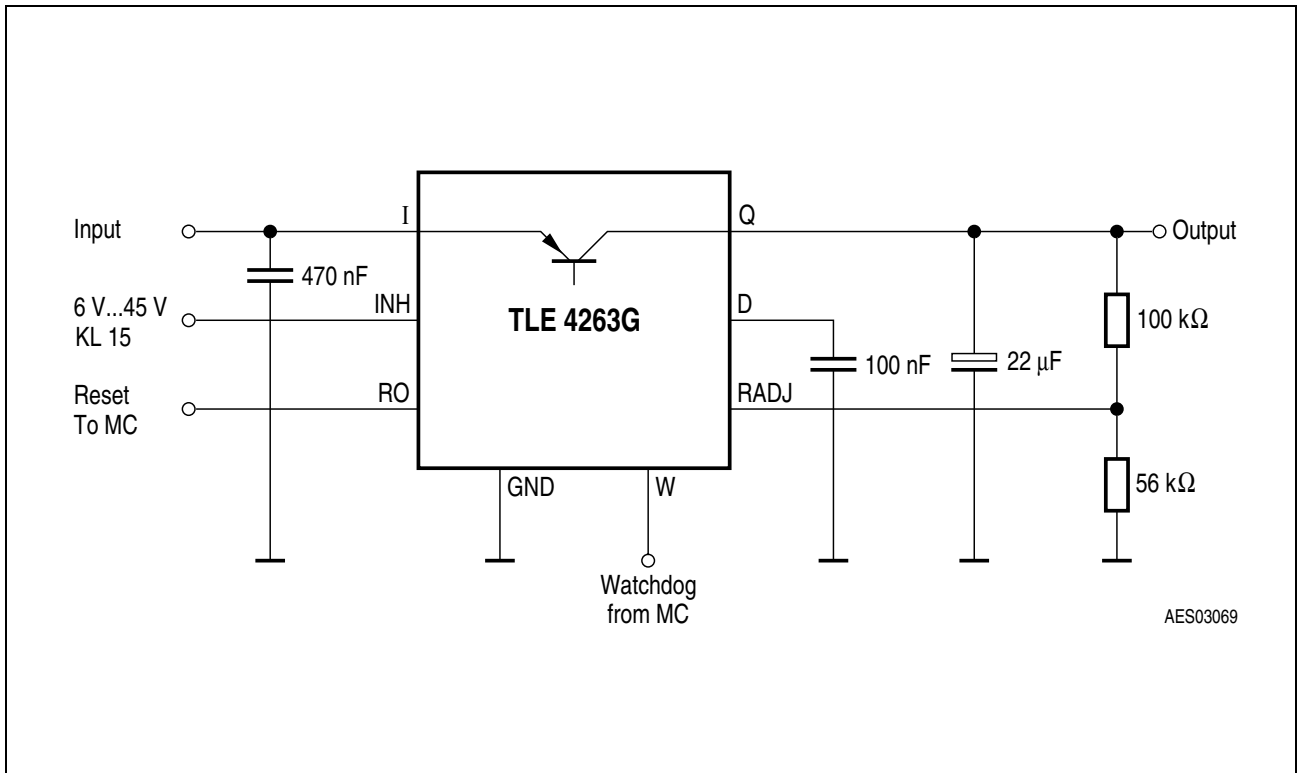 Input
I
Q
Output
470 nF
6 V...45 V
KL 15
INH
TLE 4263G
D
100 kΩ
100 nF
22 μF
Reset
To MC
RO
RADJ
GND
W
56 kΩ
Watchdog
from MC
AES03069